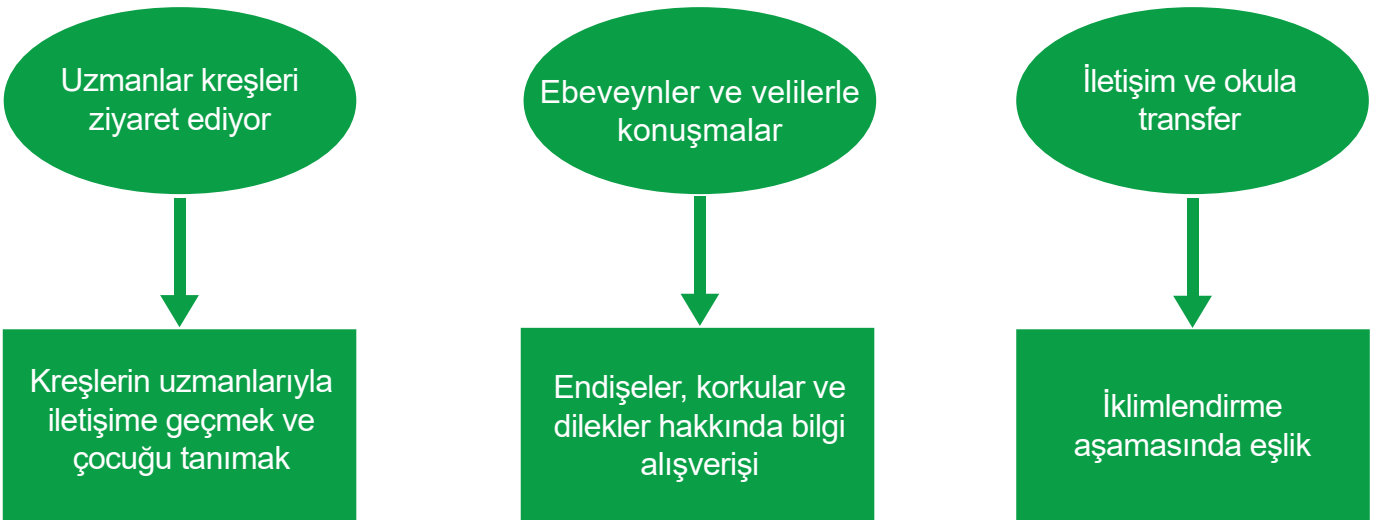 Uzmanlar kreşleri
ziyaret ediyor
Ebeveynler ve velilerle
konuşmalar
İletişim ve okula
transfer
Kreşlerin uzmanlarıyla
iletişime geçmek ve
çocuğu tanımak
Endişeler, korkular ve
dilekler hakkında bilgi
alışverişi
İklimlendirme
aşamasında eşlik